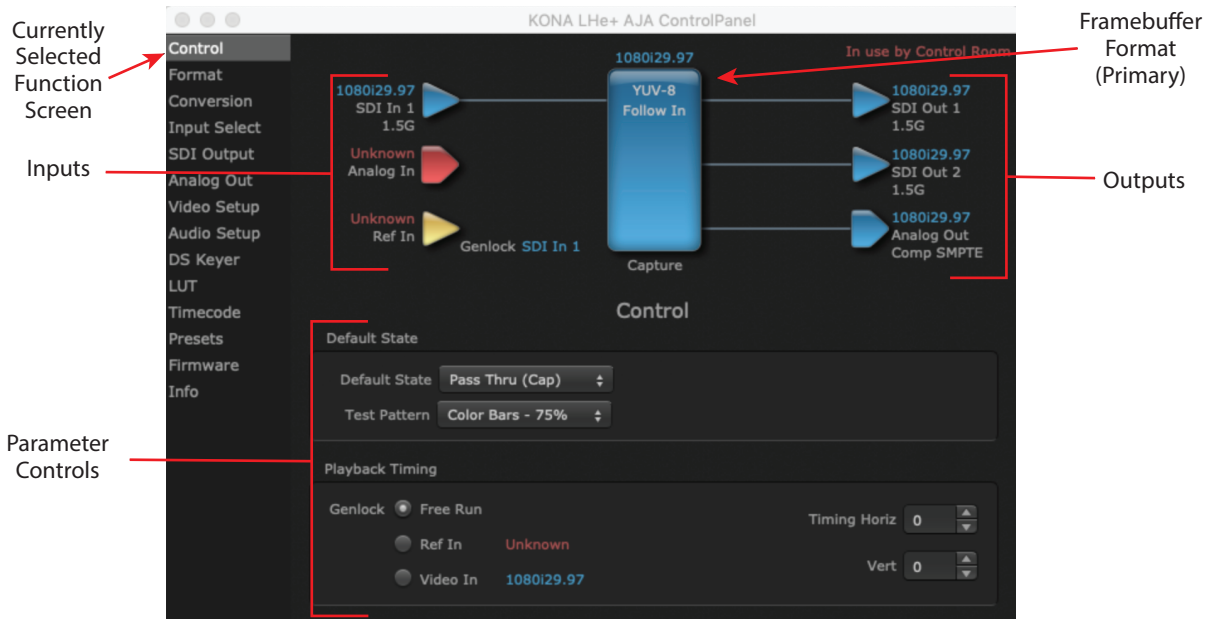 Currently
Selected
Function
Screen
Inputs
Parameter
Controls
KONA LHe+ AJA ControlPanel
Control
Format
Conversion
Input Select
SDI Output
Analog Out
Video Setup
Audio Setup
DS Keyer
LUT
Timecode
Presets
Firmware
Info
1080i29.97
SDI In 1
1.5G
Unknown
Analog In
Unknown
Ref In
Genlock SDI In 1
1080i29.97
YUV-8
Follow In
Capture
In use by Control Room
1080i29.97
SDI Out 1
1.5G
1080i29.97
SDI Out 2
1.5G
1080i29.97
Analog Out
Comp SMPTE
Framebuffer
Format
(Primary)
Outputs
Control
Default State
Default State Pass Thru (Cap)
Test Pattern Color Bars - 75%
Playback Timing
Genlock Free Run
Ref In Unknown
Video In 1080i29.97
Timing Horiz 0
Vert 0